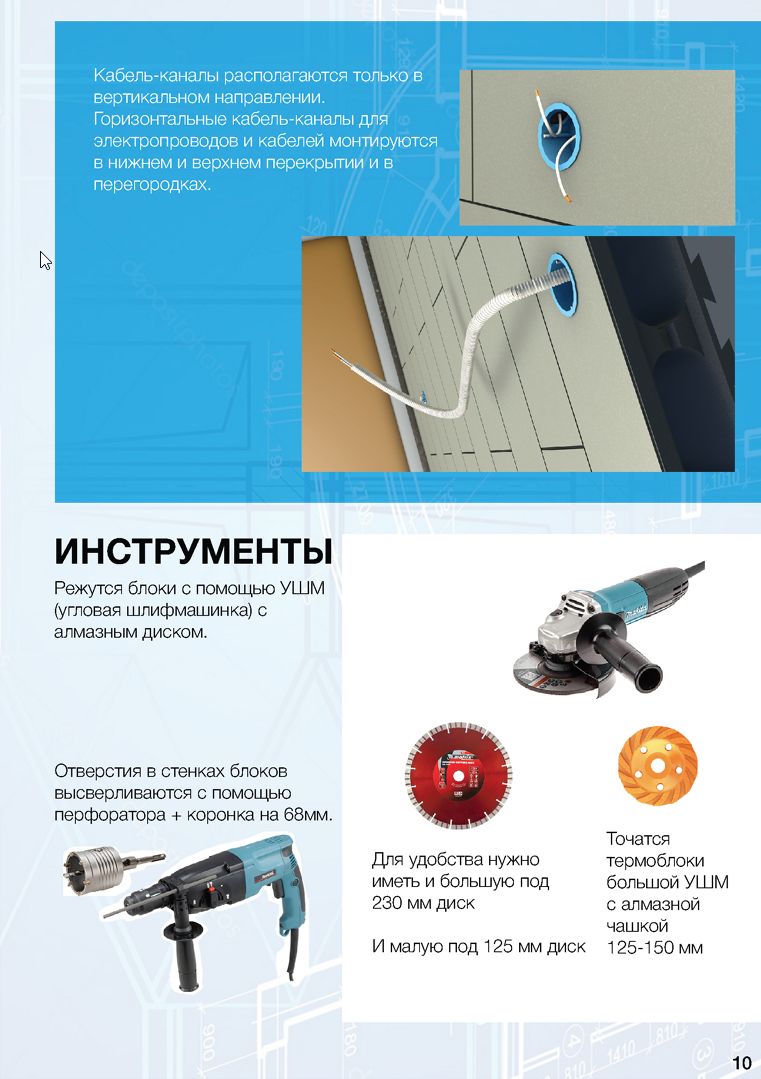 Кабель-каналы располагаются только в
вертикальном направлении.
Горизонтальные кабель-каналы для
электропроводов и кабелей монтируются
в нижнем и верхнем перекрытии и в
перегородках.
ИНСТРУМЕНТЫ
Режутся блоки с помощью УШМ
(угловая шлифмашинка) с
алмазным диском.
Отверстия в стенках блоков
высверливаются с помощью
перфоратора + коронка на 68мм.
Для удобства нужно
иметь и большую под
230 мм диск
И малую под 125 мм диск
Точатся
термоблоки
большой УШМ
с алмазной
чашкой
125-150 мм
10